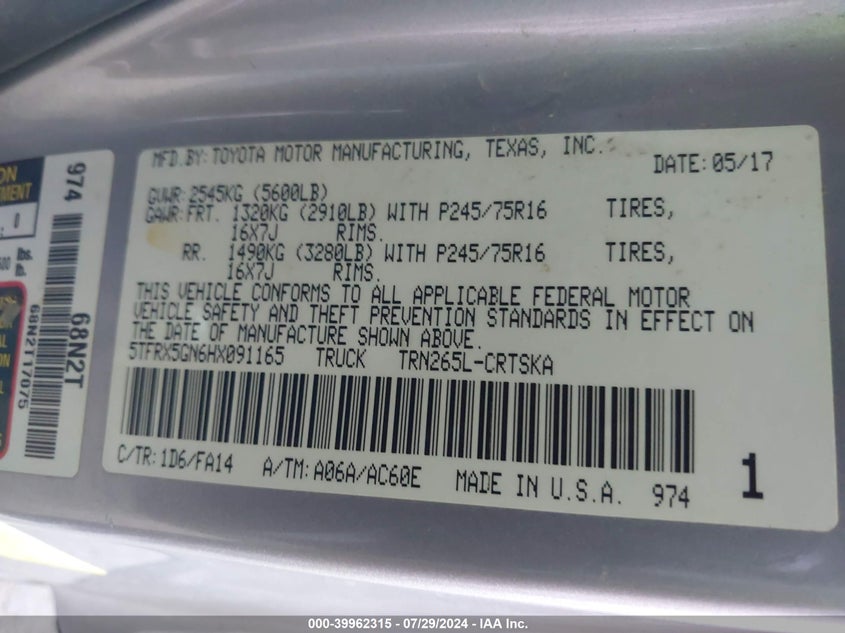 MFD.BY:TOYOTA MOTOR MANUFACTURING, TEXAS, INC. DATE:05/17
GVWR:2545KG (5600LB)
GAWR:FRT. 1320KG (2910LB) WITH P245/75R16 TIRES,
16X7J RIMS.
RR. 1490KG (3280LB) WITH P245/75R16 TIRES,
16X7J RIMS.
THIS VEHICLE CONFORMS TO ALL APPLICABLE FEDERAL MOTOR
VEHICLE SAFETY AND THEFT PREVENTION STANDARDS IN EFFECT ON
THE DATE OF MANUFACTURE SHOWN ABOVE.
5TFRX5GN6HX091165 TRUCK TRN265L-CRTSKA
C/TR:1D6/FA14 A/TM:A06A/AC60E MADE IN U.S.A. 974 1
974 68N2T
68N2T17075
lbs.
lb.
0
000-39962315 - 07/29/2024 - IAA Inc.